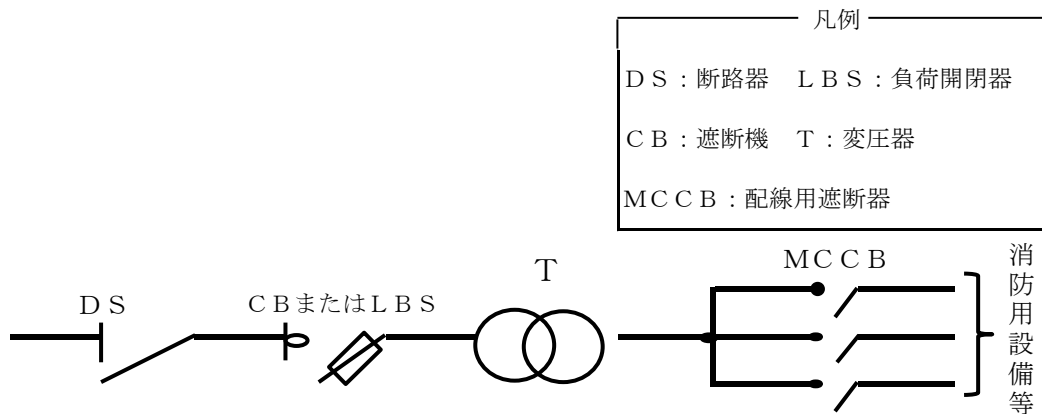 凡例
ＤＳ：断路器　ＬＢＳ：負荷開閉器
ＣＢ：遮断機　Ｔ：変圧器
ＭＣＣＢ：配線用遮断器
ＤＳ
ＣＢまたはＬＢＳ
Ｔ
ＭＣＣＢ
消防用設備等